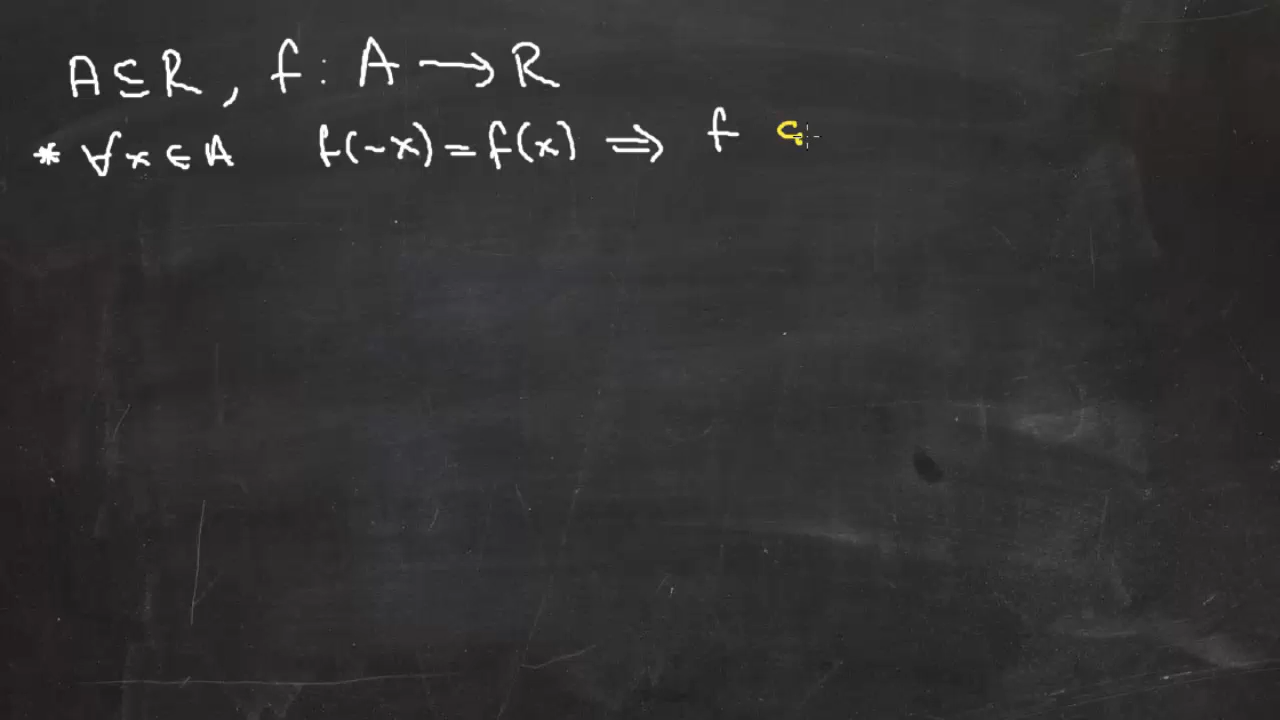 A ⊆ R , f : A → R
* ∀x ∈ A f(-x) = f(x) ⇒ f